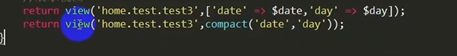 return view('home.test.test3',['date' => $date,'day' => $day]);
return view('home.test.test3',compact('date','day'));
}